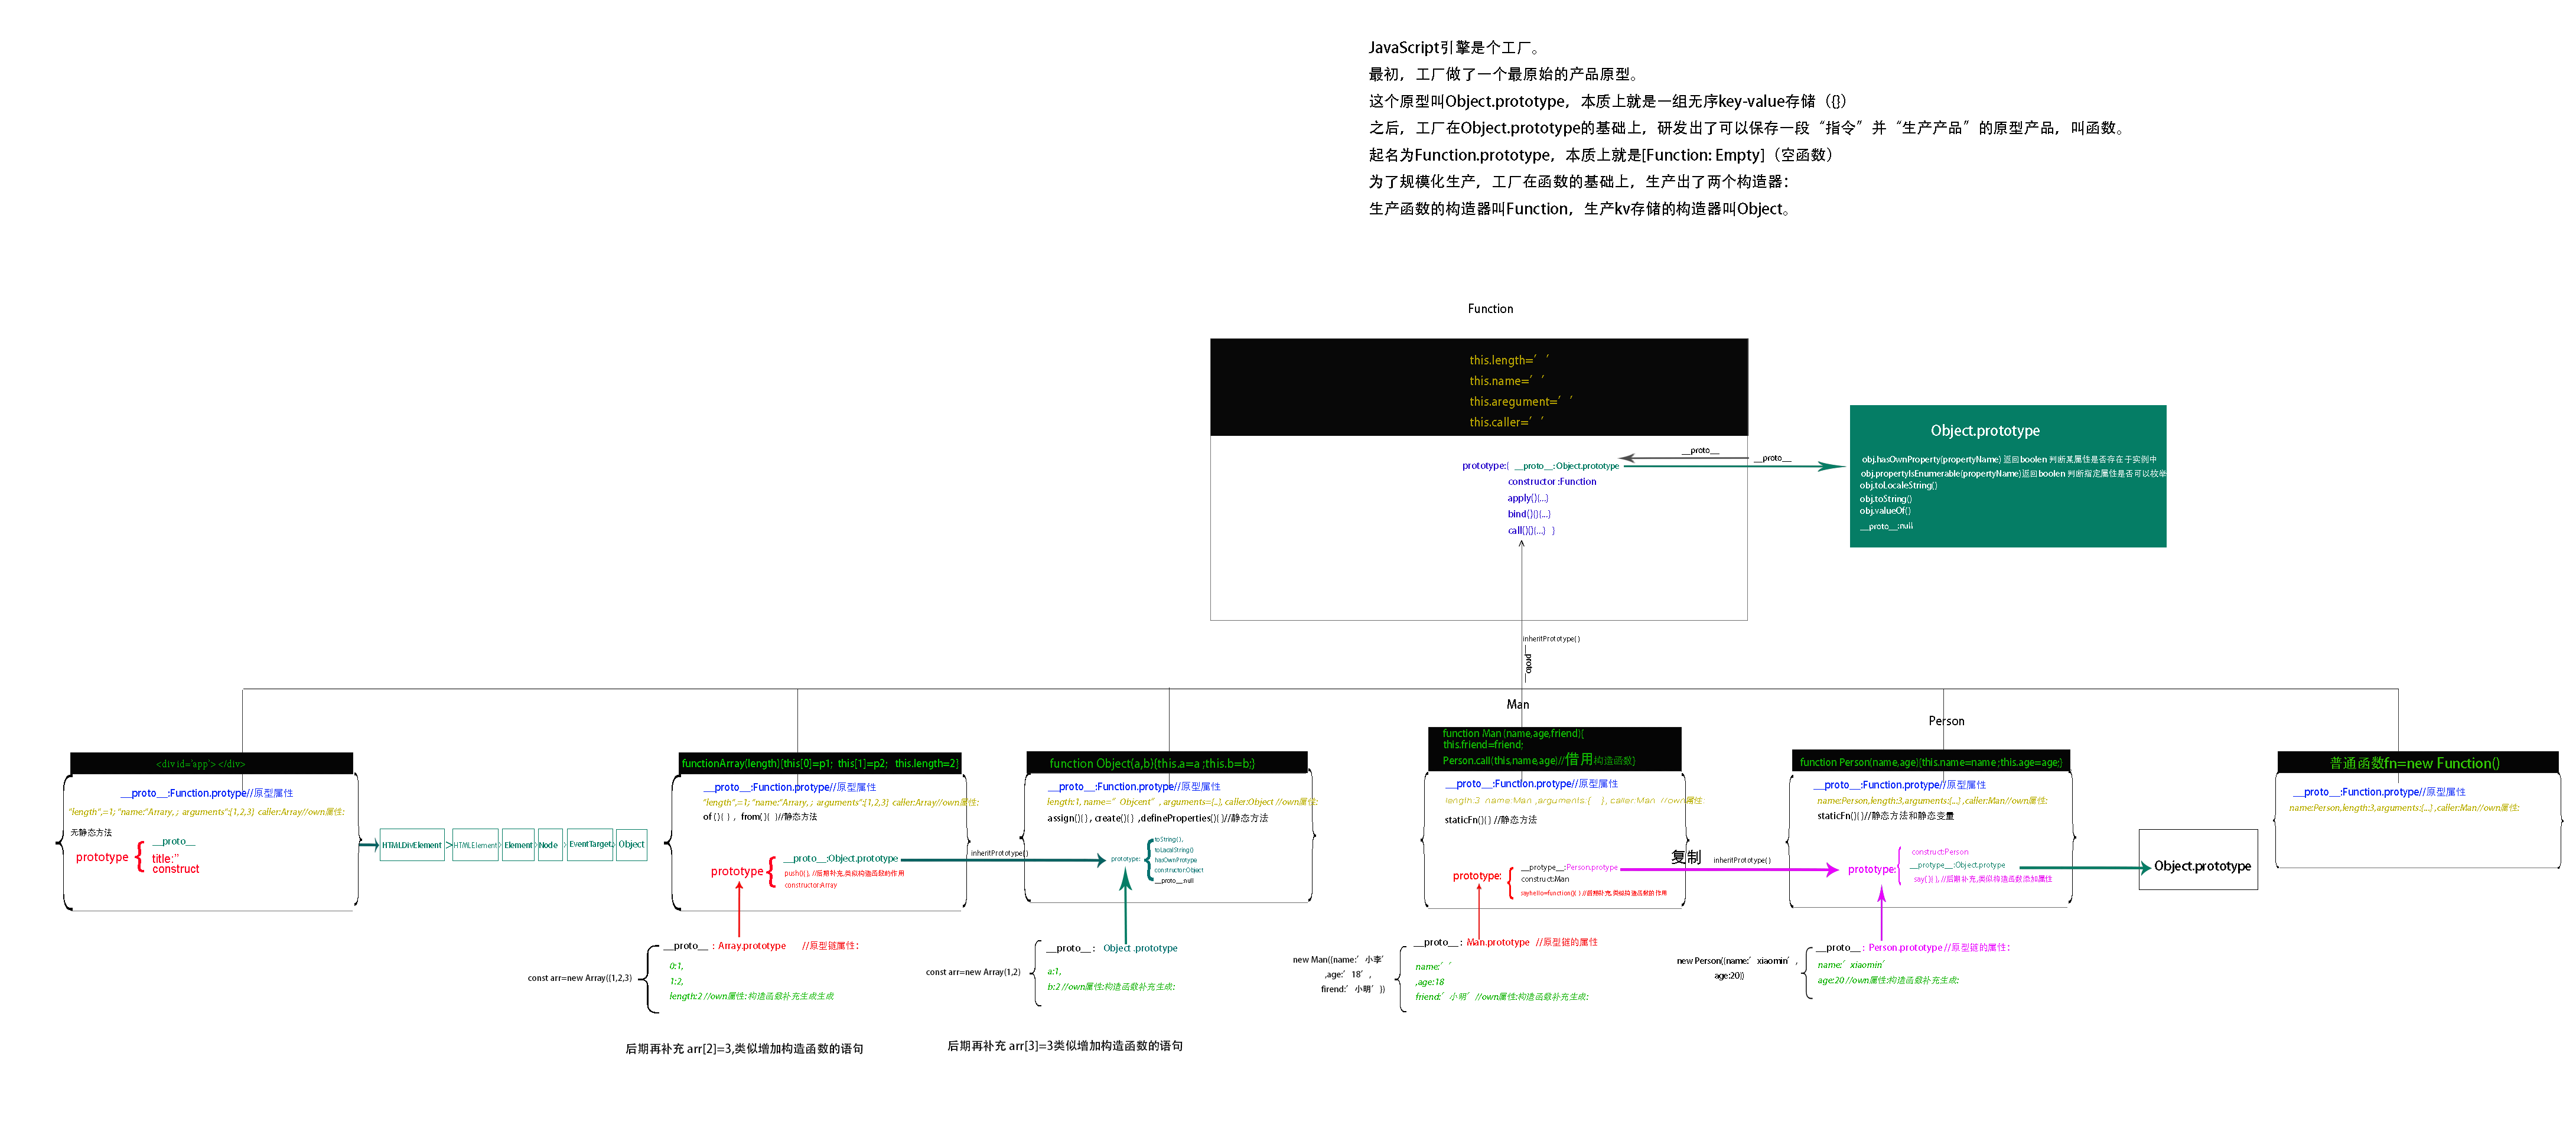 JavaScript引擎是个工厂。
最初，工厂做了一个最原始的产品原型。
这个原型叫Object.prototype，本质上就是一组无序key-value存储（{}）
之后，工厂在Object.prototype的基础上，研发出了可以保存一段“指令”并“生产产品”的原型产品，叫函数。
起名为Function.prototype，本质上就是[Function: Empty]（空函数）
为了规模化生产，工厂在函数的基础上，生产出了两个构造器：
生产函数的构造器叫Function，生产kv存储的构造器叫Object。
Function
this.length=′ ′
this.name=′ ′
this.aregument=′ ′
this.caller=′ ′
prototype:{ __proto__: Object.prototype
constructor :Function
apply(){...}
bind(){}{...}
call(){}{...} }
__proto__
__proto__
Object.prototype
obj.hasOwnProperty(propertyName) 返回boolen 判断某属性是否存在于实例中
obj.propertyIsEnumerable(propertyName)返回boolen 判断指定属性是否可以枚举
obj.toLocaleString()
obj.toString()
obj.valueOf()
__proto__:null
inheritPrototype()
__proto__
Man
Person
<div id='app'> </div>
__proto__:Function.protype//原型属性
"length",=1; "name:"Arrary, ; arguments":{1,2,3} caller:Array//own属性:
无静态方法
prototype
__proto__
title:''
construct
HTMLDivElement > HTMLElement > Element > Node > EventTarget > Object
functionArray(length){this[0]=p1; this[1]=p2; this.length=2}
__proto__:Function.protype//原型属性
"length",=1; "name:"Arrary, ; arguments":{1,2,3} caller:Array//own属性:
of (){ } , from(){ }//静态方法
prototype
__proto__:Object.prototype
push(){ }, //后期补充,类似构造函数的作用
constructor:Array
inheritPrototype()
function Object(a,b){this.a=a ;this.b=b;}
__proto__:Function.protype//原型属性
length:1, name=″Objcent″, arguments={..}, caller:Object //own属性:
assign(){ } , create(){ } ,defineProperties(){ }//静态方法
prototype:
toString() ,
toLocalString()
hasOwnProtype
constructor:Object
__proto__:null
function Man (name,age,friend){
this.friend=friend;
Person.call(this,name,age)//借用构造函数}
__proto__:Function.protype//原型属性
length:3 name:Man ,arguments:{ } , caller:Man //own属性:
staticFn(){ } //静态方法
prototype:
__protype__:Person.protype
construct:Man
sayhello=function(){ } //后期补充,类似构造函数的作用
复制
inheritPrototype()
function Person(name,age){this.name=name ;this.age=age;}
__proto__:Function.protype//原型属性
name:Person,length:3,arguments:{...} ,caller:Man//own属性:
staticFn(){ }//静态方法和静态变量
prototype:
construct:Person
__protype__:Object.protype
say(){ }, //后期补充,类似构造函数添加属性
Object.prototype
普通函数fn=new Function()
__proto__:Function.protype//原型属性
name:Person,length:3,arguments:{...} ,caller:Man//own属性:
const arr=new Array((1,2,3)
__proto__ : Array.prototype //原型链属性：
0:1,
1:2,
length:2 //own属性:构造函数补充生成生成
后期再补充 arr[2]=3,类似增加构造函数的语句
const arr=new Array(1,2)
__proto__ : Object .prototype
a:1,
b:2 //own属性:构造函数补充生成:
后期再补充 arr[3]=3类似增加构造函数的语句
new Man((name:′小李′
,age:′18′,
firend:′小明′})
__proto__ : Man.prototype //原型链的属性
name:′ ′
,age:18
friend:′小明′//own属性:构造函数补充生成:
new Person((name:′xiaomin′,
age:20))
__proto__ : Person.prototype //原型链的属性：
name:′xiaomin′
age:20 //own属性:构造函数补充生成: